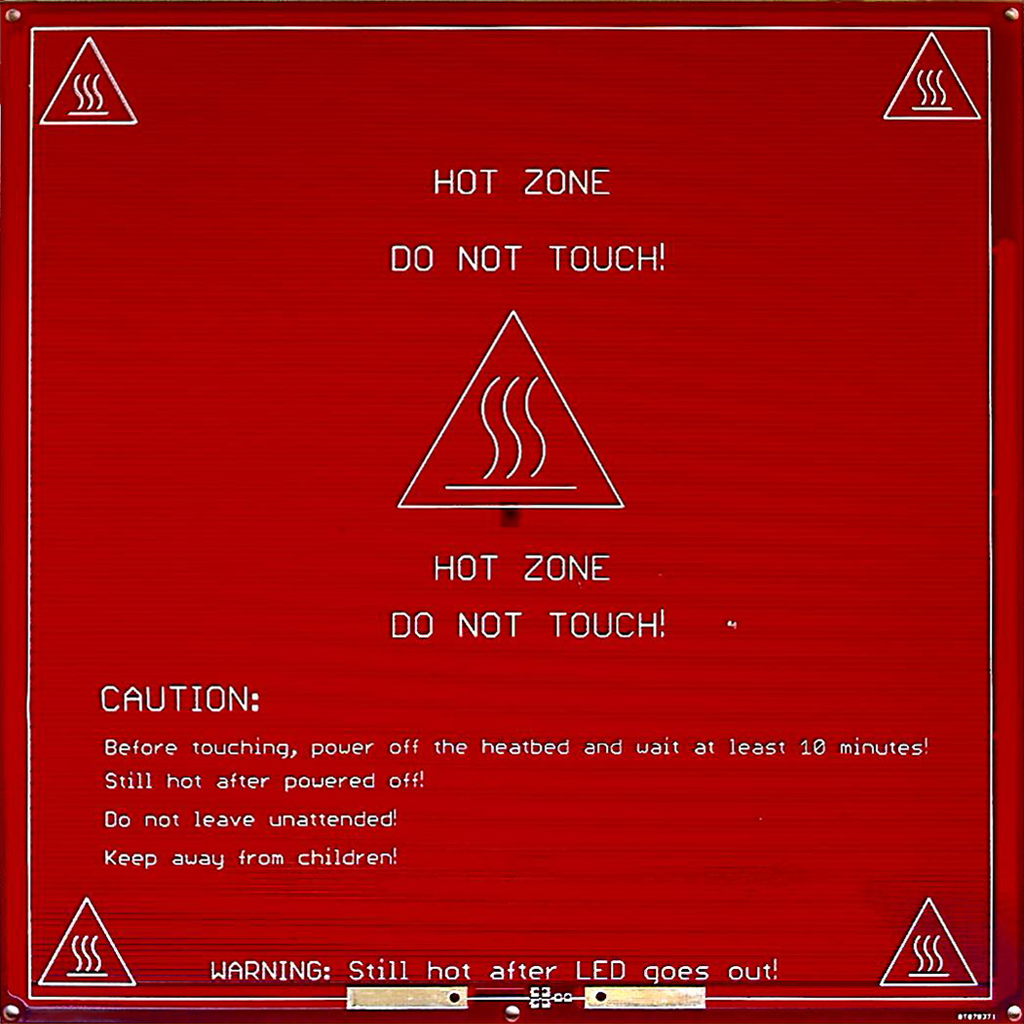 HOT ZONE
DO NOT TOUCH!
HOT ZONE
DO NOT TOUCH!
CAUTION:
Before touching, power off the heatbed and wait at least 10 minutes!
Still hot after powered off!
Do not leave unattended!
Keep away from children!
WARNING: Still hot after LED goes out!